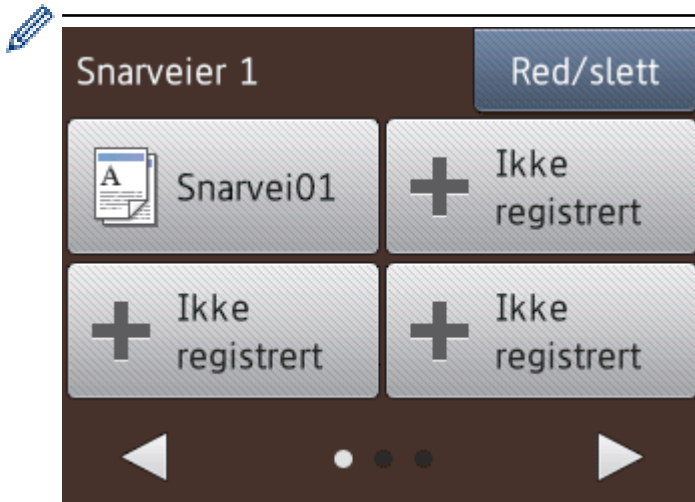 Snarveier 1
Red/slett
A
Snarvei01
Ikke
registrert
Ikke
registrert
Ikke
registrert